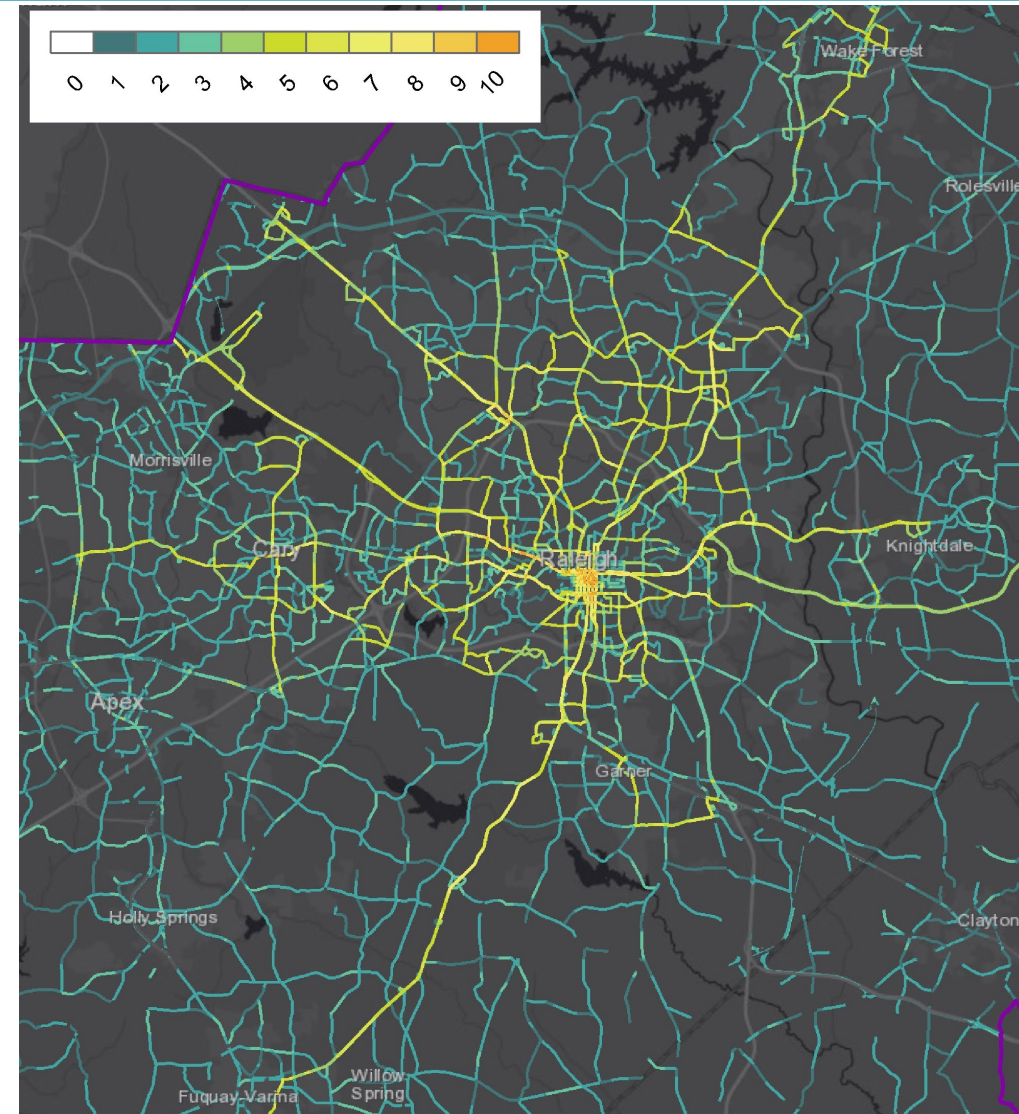 0 1 2 3 4 5 6 7 8 9 10
Wake Forest
Rolesville
Morrisville
Cary
Raleigh
Knightdale
Apex
Garner
Holly Springs
Clayton
Willow
Spring
Fuquay-Varina